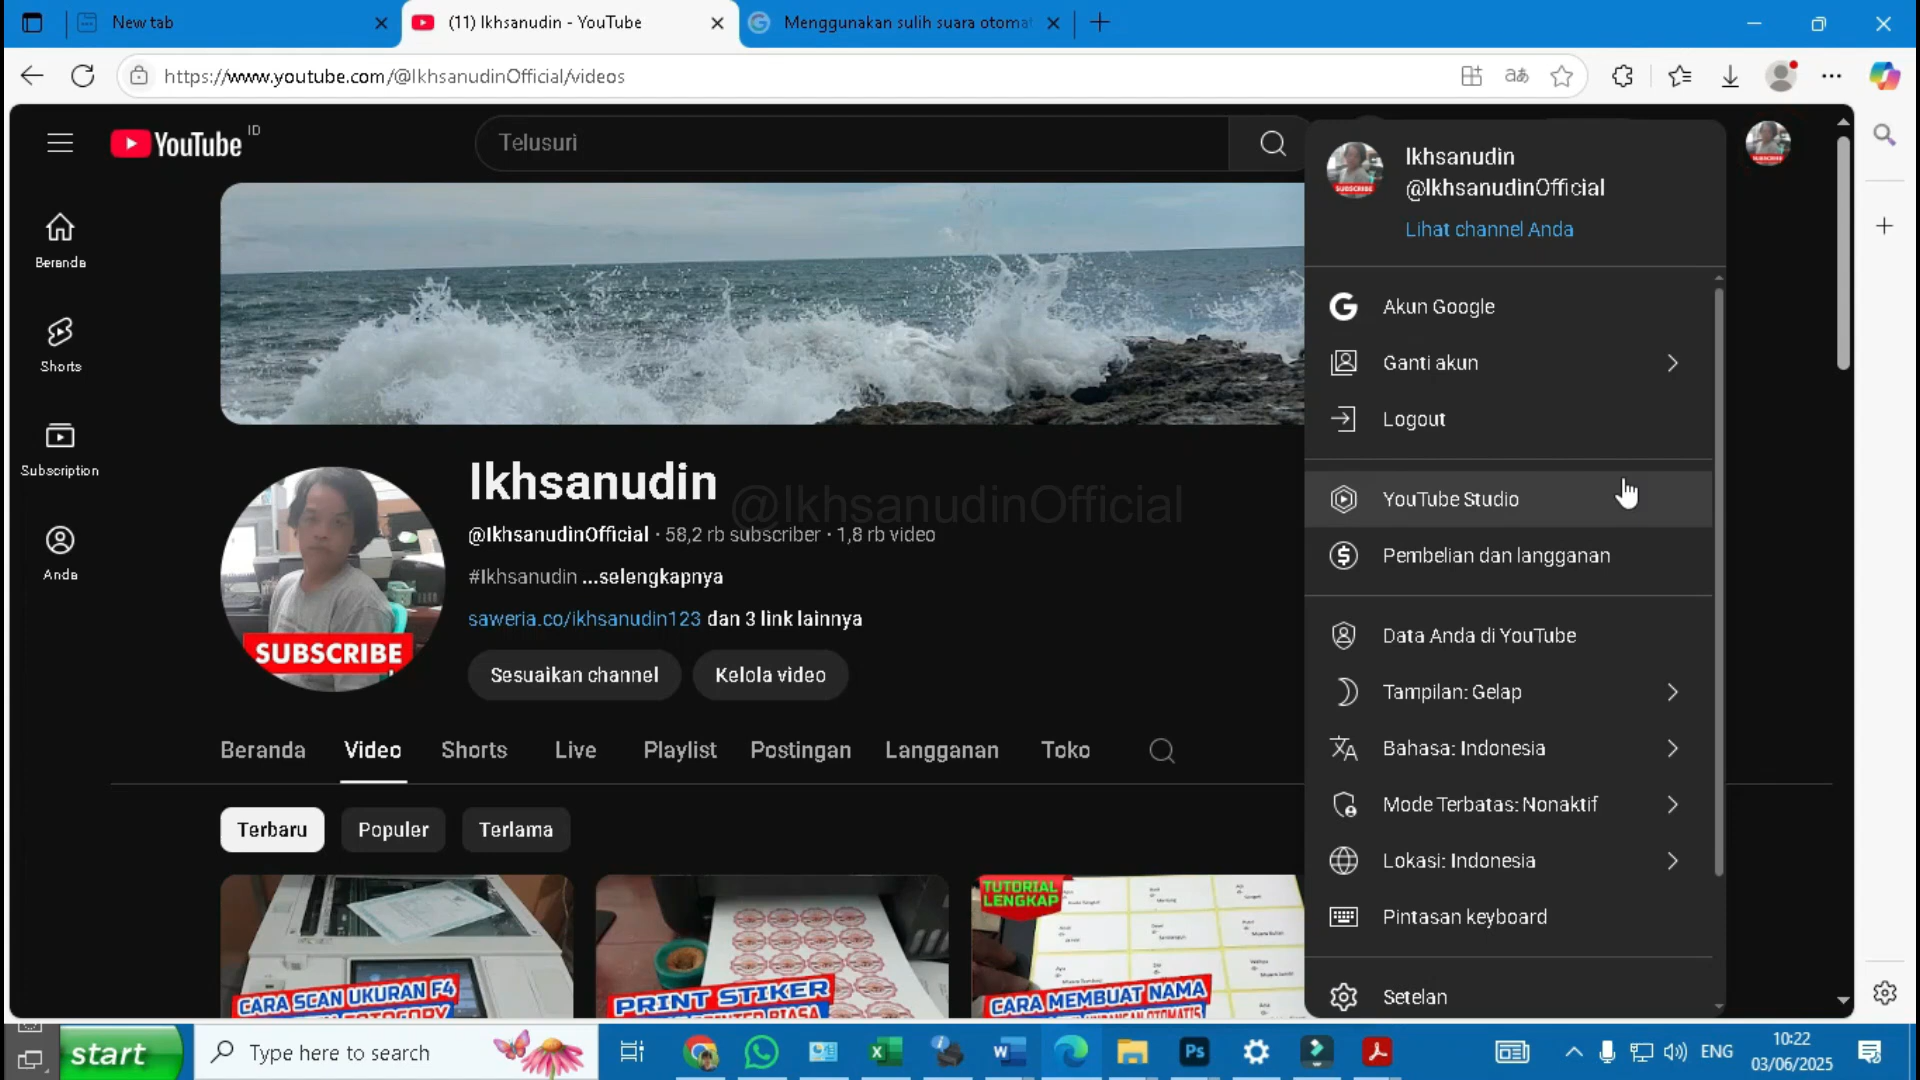 New tab
(11) Ikhsanudin - YouTube
Menggunakan sulih suara otomat
https://www.youtube.com/@IkhsanudinOfficial/videos
YouTube ID
Telusuri
Ikhsanudin
@IkhsanudinOfficial
Lihat channel Anda
Beranda
Shorts
Subscription
Anda
Akun Google
Ganti akun
Logout
YouTube Studio
Pembelian dan langganan
Data Anda di YouTube
Tampilan: Gelap
Bahasa: Indonesia
Mode Terbatas: Nonaktif
Lokasi: Indonesia
Pintasan keyboard
Setelan
SUBSCRIBE
Ikhsanudin
@IkhsanudinOfficial
@IkhsanudinOfficial · 58,2 rb subscriber · 1,8 rb video
#Ikhsanudin ...selengkapnya
saweria.co/ikhsanudin123 dan 3 link lainnya
Sesuaikan channel
Kelola video
Beranda
Video
Shorts
Live
Playlist
Postingan
Langganan
Toko
Terbaru
Populer
Terlama
CARA SCAN UKURAN F4
PRINT STIKER
TUTORIAL
LENGKAP
CARA MEMBUAT NAMA
start
Type here to search
ENG
10:22
03/06/2025